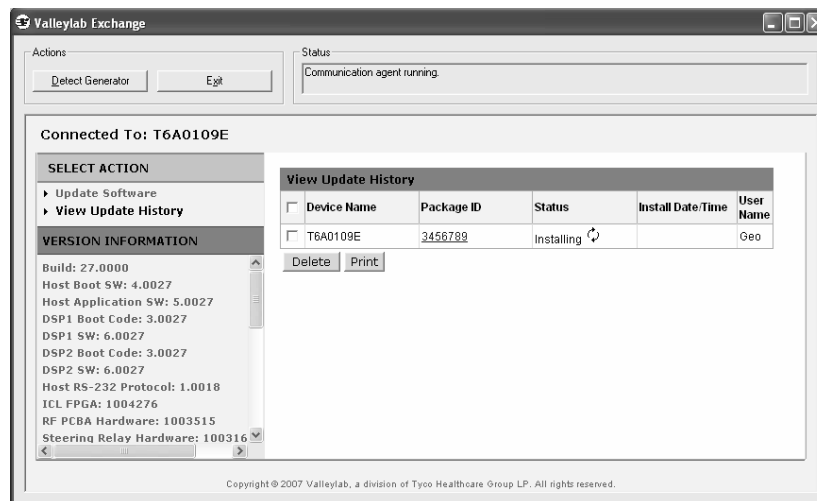 Valleylab Exchange
Actions
Detect Generator
Exit
Status
Communication agent running.
Connected To: T6A0109E
SELECT ACTION
Update Software
View Update History
VERSION INFORMATION
Build: 27.0000
Host Boot SW: 4.0027
Host Application SW: 5.0027
DSP1 Boot Code: 3.0027
DSP1 SW: 6.0027
DSP2 Boot Code: 3.0027
DSP2 SW: 6.0027
Host RS-232 Protocol: 1.0018
ICL FPGA: 1004276
RF PCBA Hardware: 1003515
Steering Relay Hardware: 100316
View Update History
Device Name Package ID Status Install Date/Time User Name
T6A0109E 3456789 Installing Geo
Delete Print
Copyright © 2007 Valleylab, a division of Tyco Healthcare Group LP. All rights reserved.